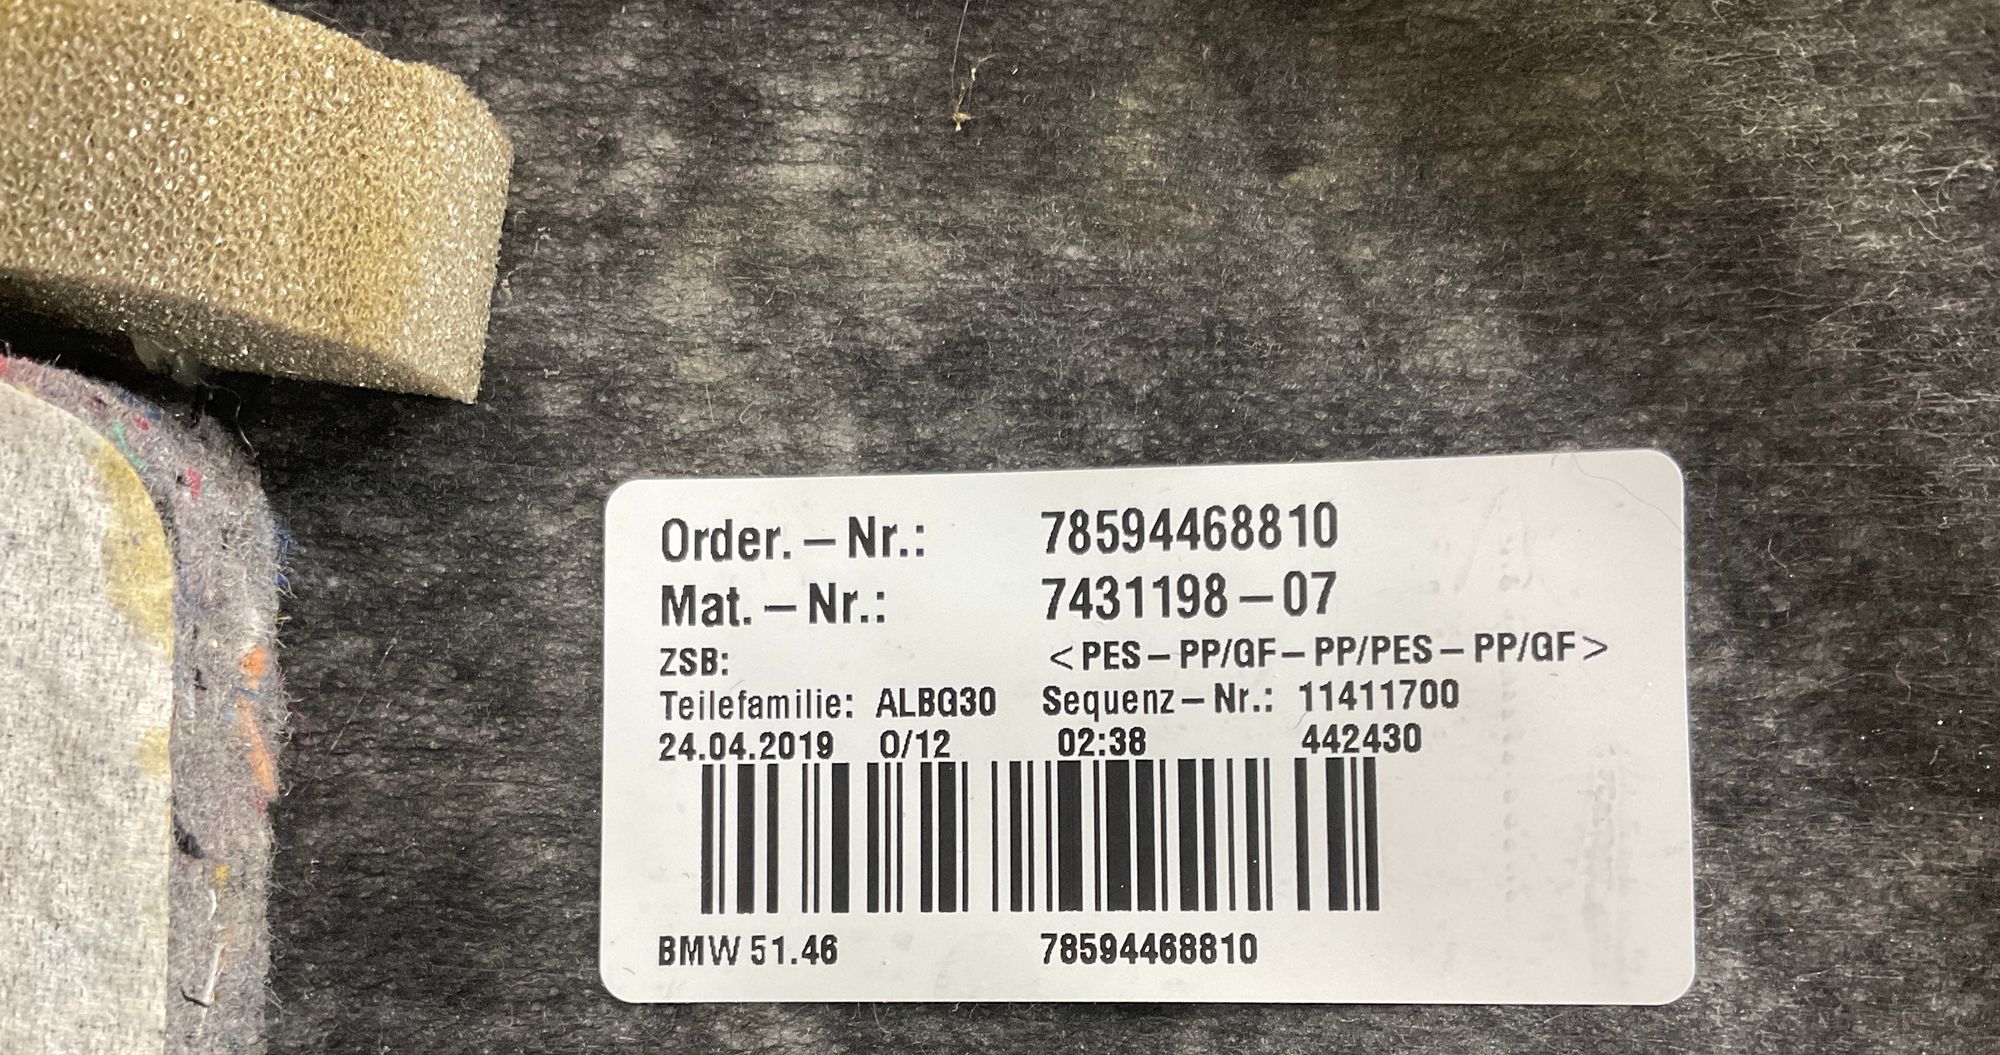 Order.-Nr.: 78594468810
Mat.-Nr.: 7431198-07
ZSB: <PES-PP/GF-PP/PES-PP/GF>
Teilefamilie: ALBG30 Sequenz-Nr.: 11411700
24.04.2019 0/12 02:38 442430
BMW 51.46 78594468810